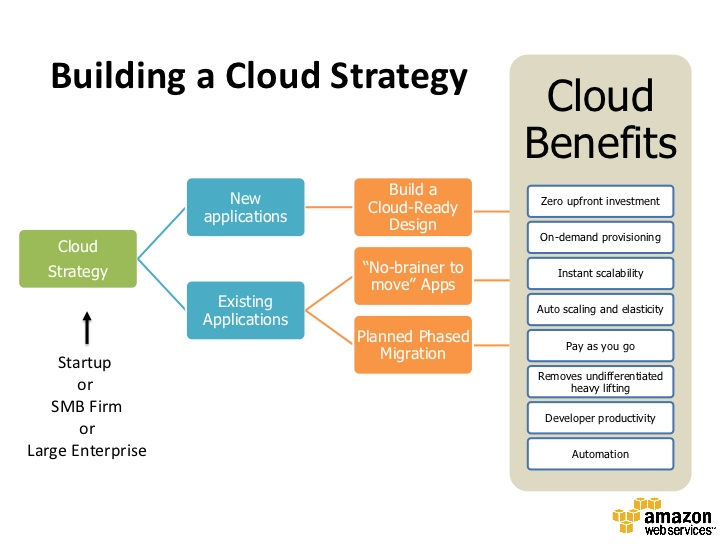 Building a Cloud Strategy
Cloud
Benefits
Cloud
Strategy
New
applications
Existing
Applications
Build a
Cloud-Ready
Design
“No-brainer to
move” Apps
Planned Phased
Migration
Zero upfront investment
On-demand provisioning
Instant scalability
Auto scaling and elasticity
Pay as you go
Removes undifferentiated
heavy lifting
Developer productivity
Automation
Startup
or
SMB Firm
or
Large Enterprise
amazon
webservices™